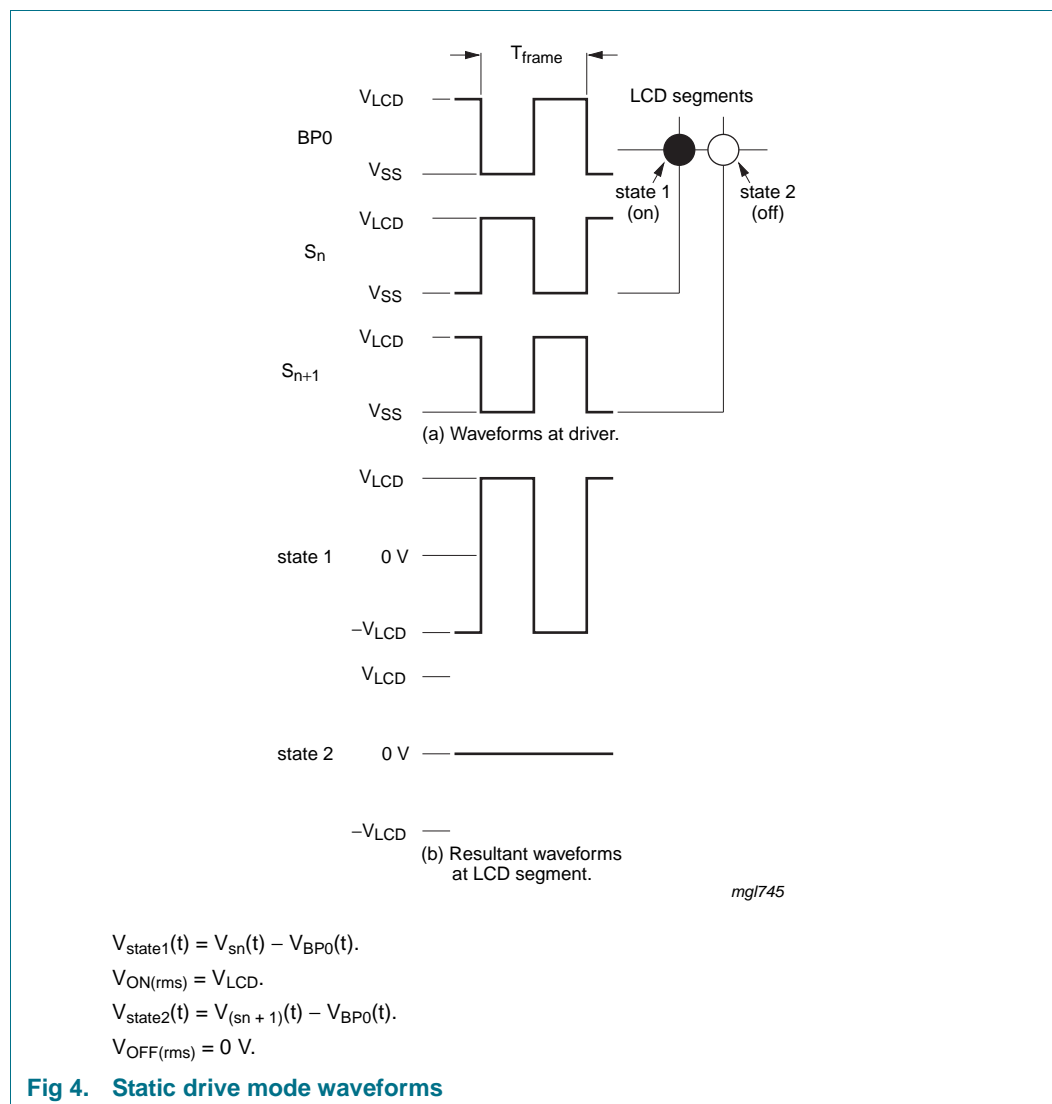 T_frame
V_LCD
LCD segments
BP0
V_SS
state 1
(on)
state 2
(off)
V_LCD
S_n
V_SS
V_LCD
S_n+1
V_SS
(a) Waveforms at driver.
V_LCD
state 1 0 V
−V_LCD
V_LCD
state 2 0 V
−V_LCD
(b) Resultant waveforms
at LCD segment.
mgl745
V_state1(t) = V_sn(t) − V_BP0(t).
V_ON(rms) = V_LCD.
V_state2(t) = V_(sn + 1)(t) − V_BP0(t).
V_OFF(rms) = 0 V.
Fig 4. Static drive mode waveforms